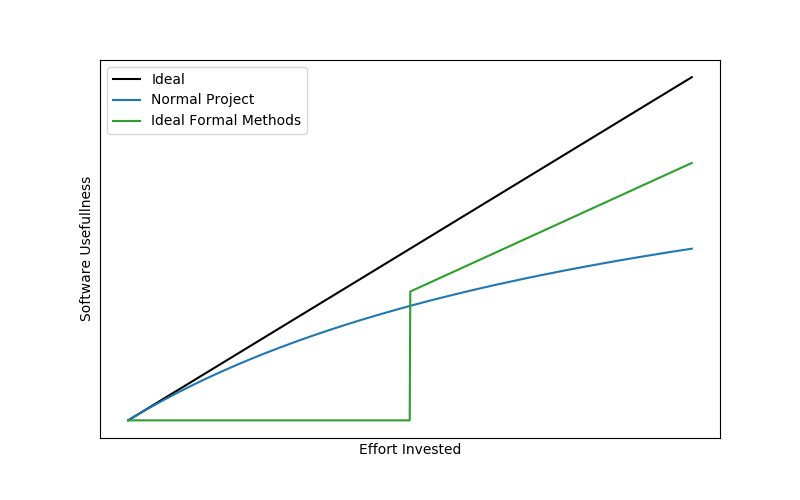 Ideal
Normal Project
Ideal Formal Methods
Software Usefullness
Effort Invested